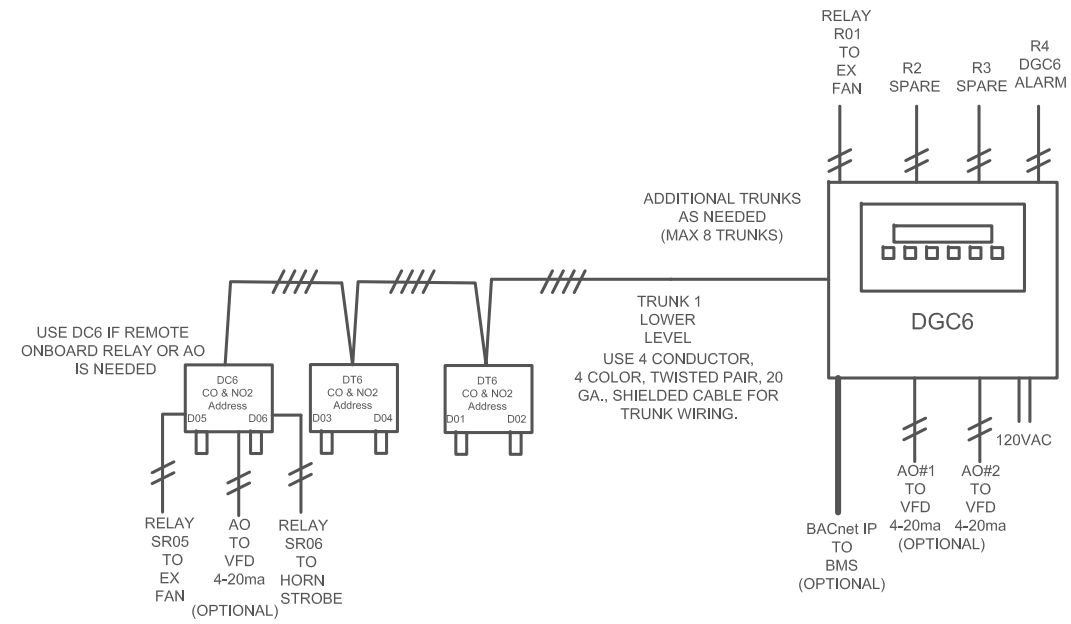 RELAY
R01
TO
EX
FAN
R2
SPARE
R3
SPARE
R4
DGC6
ALARM
ADDITIONAL TRUNKS
AS NEEDED
(MAX 8 TRUNKS)
DGC6
TRUNK 1
LOWER
LEVEL
USE 4 CONDUCTOR,
4 COLOR, TWISTED PAIR, 20
GA., SHIELDED CABLE FOR
TRUNK WIRING.
USE DC6 IF REMOTE
ONBOARD RELAY OR AO
IS NEEDED
DC6
CO & NO2
Address
D05 D06
DT6
CO & NO2
Address
D03 D04
DT6
CO & NO2
Address
D01 D02
RELAY
SR05
TO
EX
FAN
AO
TO
VFD
4-20ma
(OPTIONAL)
RELAY
SR06
TO
HORN
STROBE
BACnet IP
TO
BMS
(OPTIONAL)
AO#1
TO
VFD
4-20ma
AO#2
TO
VFD
4-20ma
(OPTIONAL)
120VAC